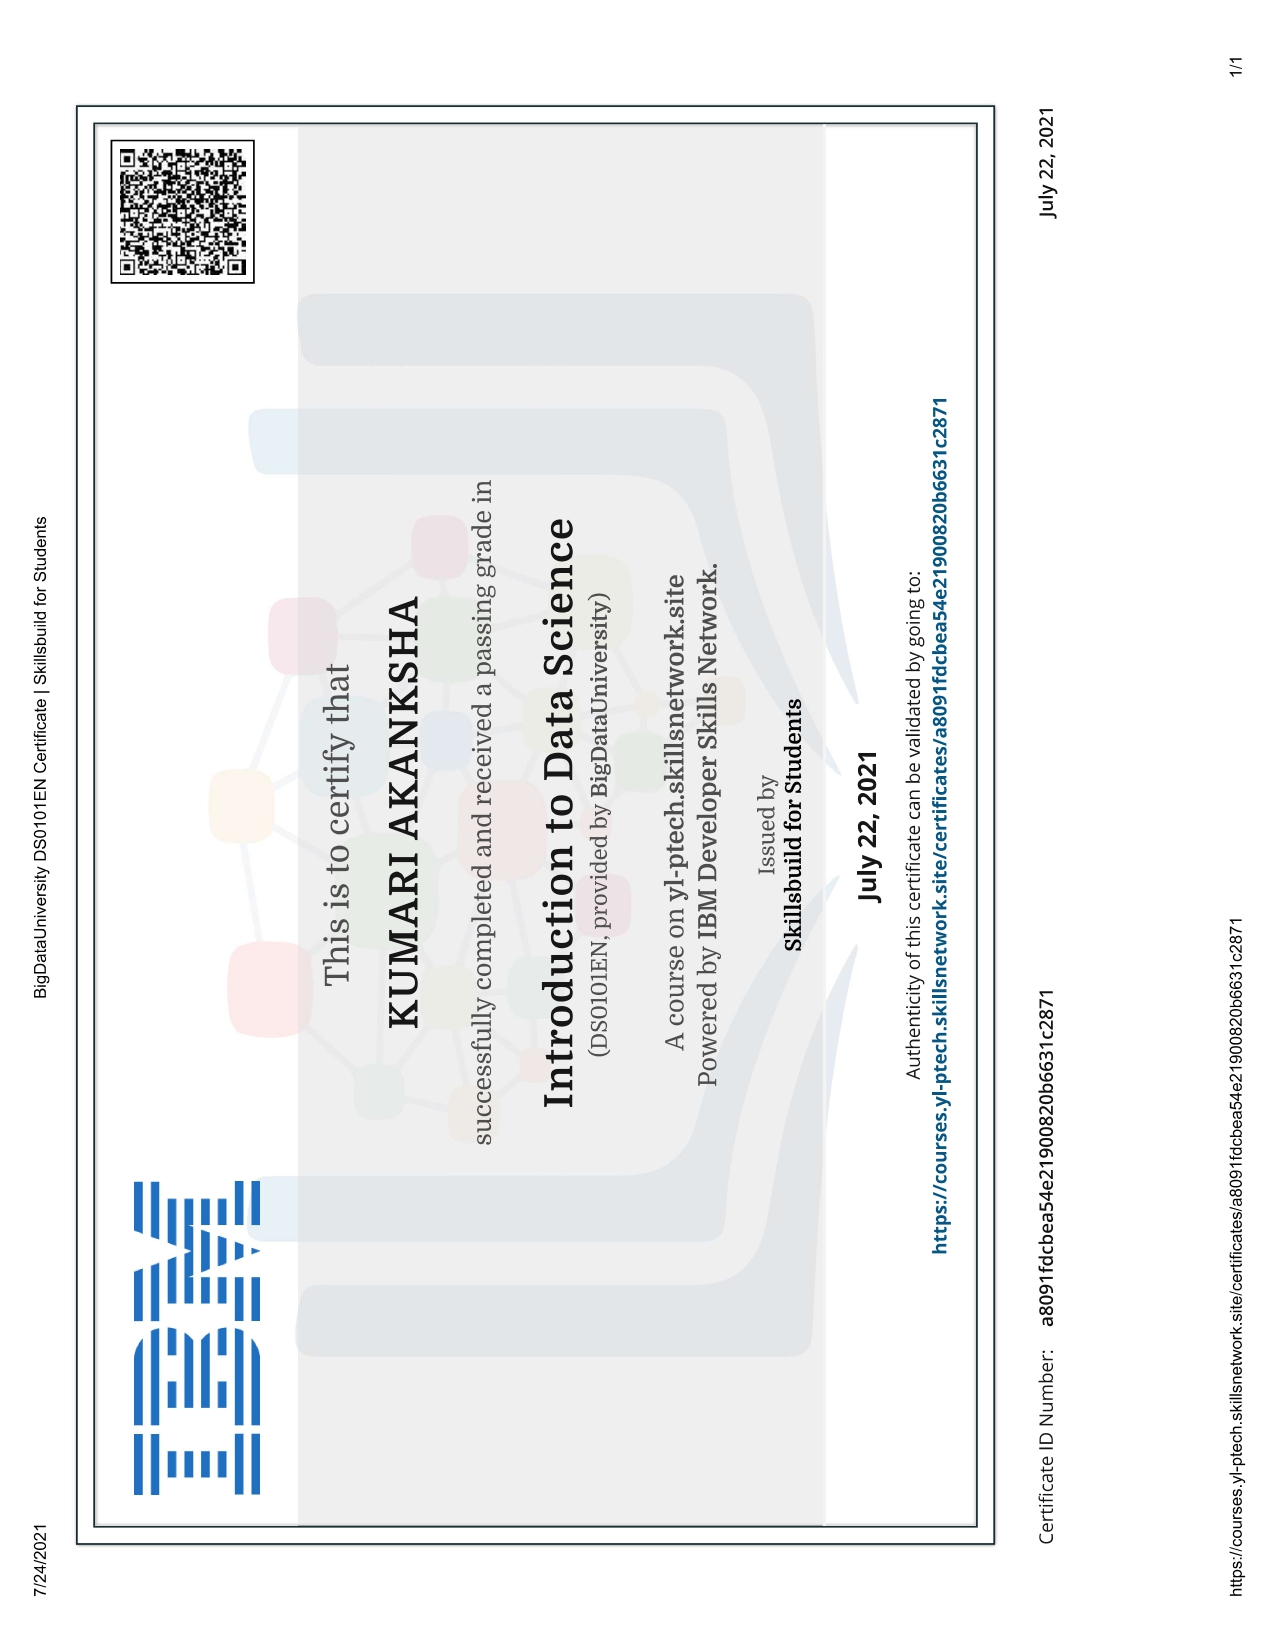 7/24/2021
BigDataUniversity DS0101EN Certificate | Skillsbuild for Students
IBM
This is to certify that
KUMARI AKANKSHA
successfully completed and received a passing grade in
Introduction to Data Science
(DS0101EN, provided by BigDataUniversity)
A course on yl-ptech.skillsnetwork.site
Powered by IBM Developer Skills Network.
Issued by
Skillsbuild for Students
July 22, 2021
Authenticity of this certificate can be validated by going to:
https://courses.yl-ptech.skillsnetwork.site/certificates/a8091fdcbea54e21900820b6631c2871
Certificate ID Number: a8091fdcbea54e21900820b6631c2871
July 22, 2021
https://courses.yl-ptech.skillsnetwork.site/certificates/a8091fdcbea54e21900820b6631c2871
1/1